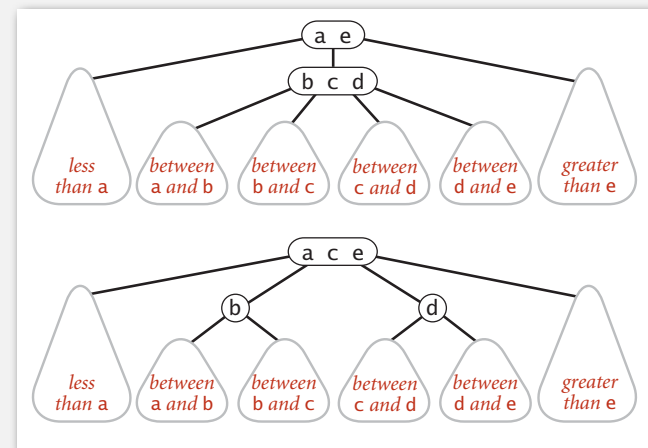 a e
b c d
less between between between between greater
than a a and b b and c c and d d and e than e
a c e
b d
less between between between between greater
than a a and b b and c c and d d and e than e